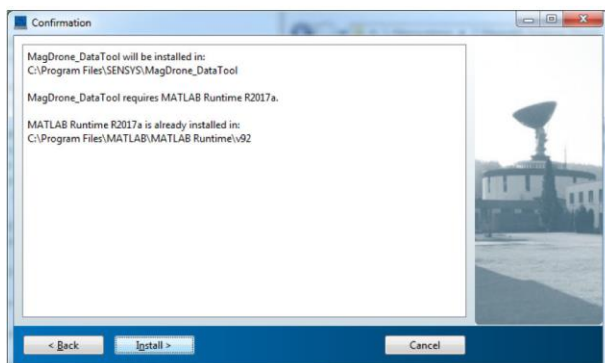 Confirmation
MagDrone_DataTool will be installed in:
C:\Program Files\SENSYS\MagDrone_DataTool
MagDrone_DataTool requires MATLAB Runtime R2017a.
MATLAB Runtime R2017a is already installed in:
C:\Program Files\MATLAB\MATLAB Runtime\v92
< Back
Install >
Cancel